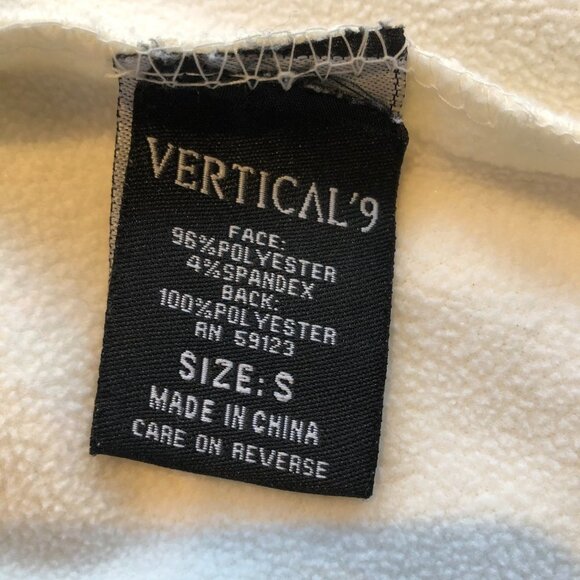 VERTICAL'9
FACE:
96%POLYESTER
4%SPANDEX
BACK:
100%POLYESTER
RN 59123
SIZE: S
MADE IN CHINA
CARE ON REVERSE